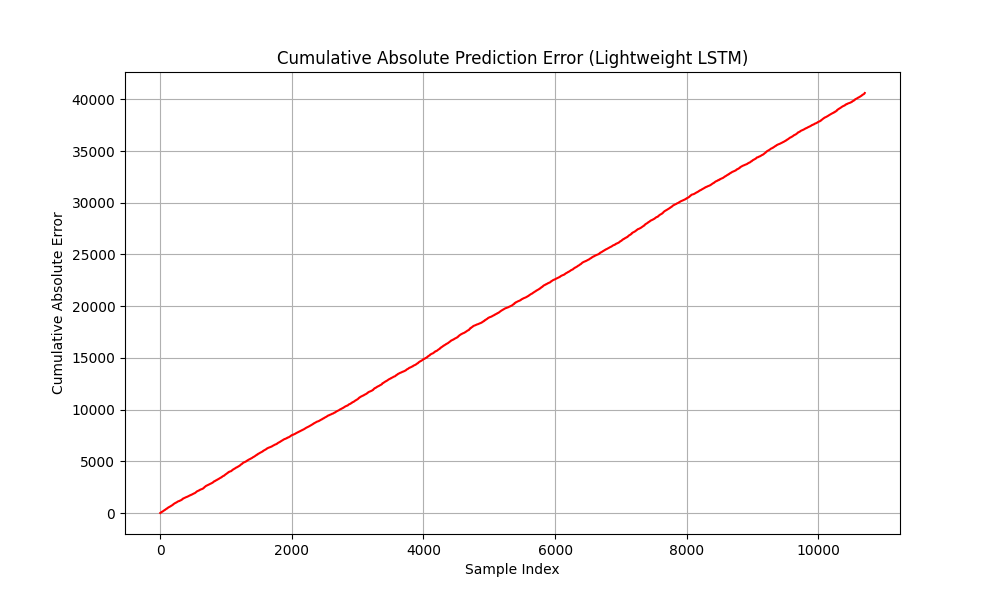 Cumulative Absolute Prediction Error (Lightweight LSTM)
Cumulative Absolute Error
40000
35000
30000
25000
20000
15000
10000
5000
0
0 2000 4000 6000 8000 10000
Sample Index